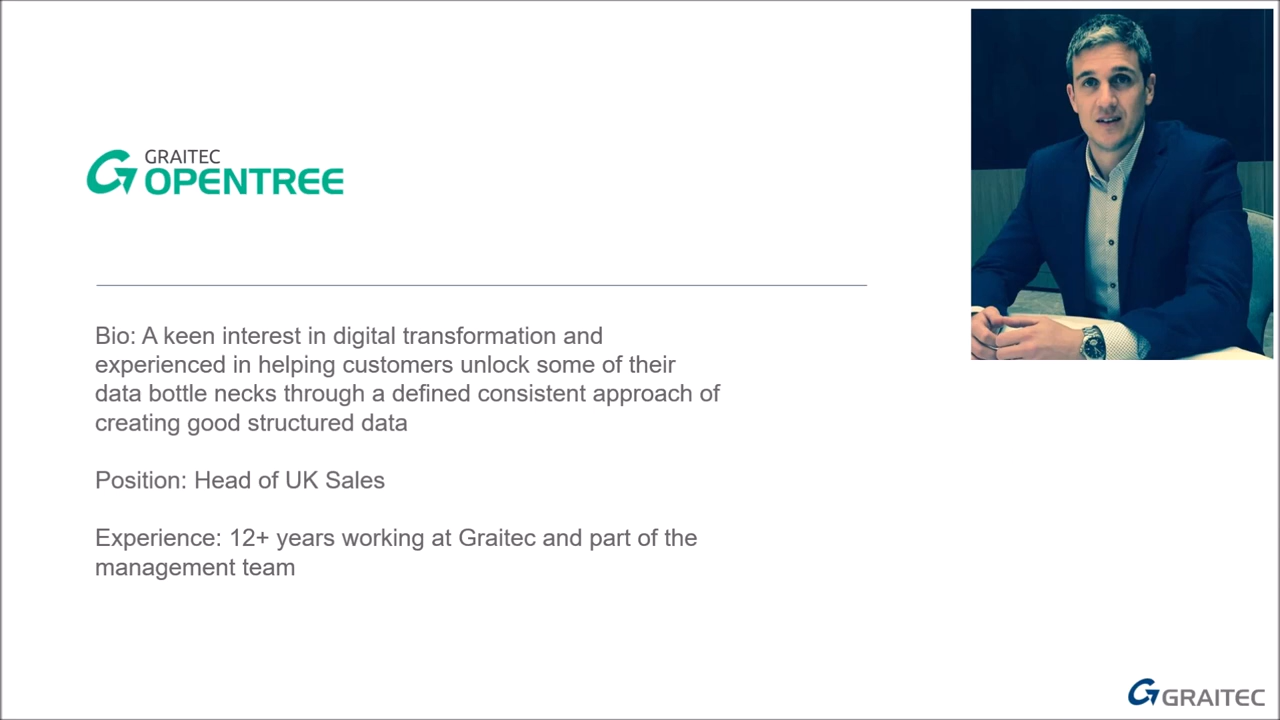 GRAITEC
OPENTREE
Bio: A keen interest in digital transformation and
experienced in helping customers unlock some of their
data bottle necks through a defined consistent approach of
creating good structured data
Position: Head of UK Sales
Experience: 12+ years working at Graitec and part of the
management team
GRAITEC